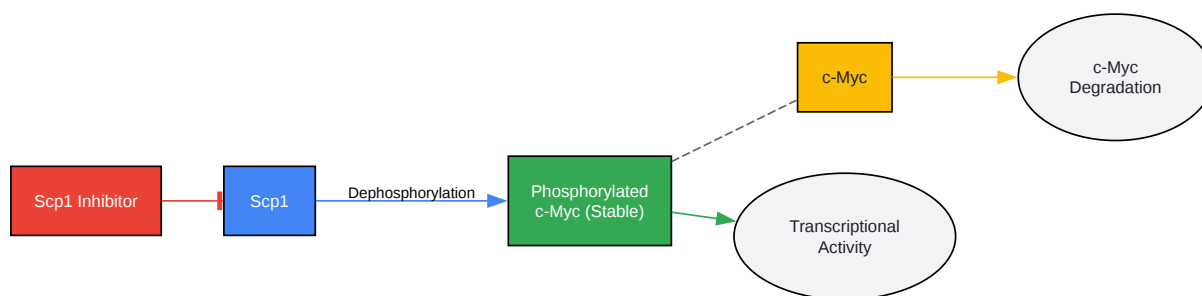 Scp1 Inhibitor
Scp1
Dephosphorylation
Phosphorylated
c-Myc (Stable)
c-Myc
c-Myc
Degradation
Transcriptional
Activity